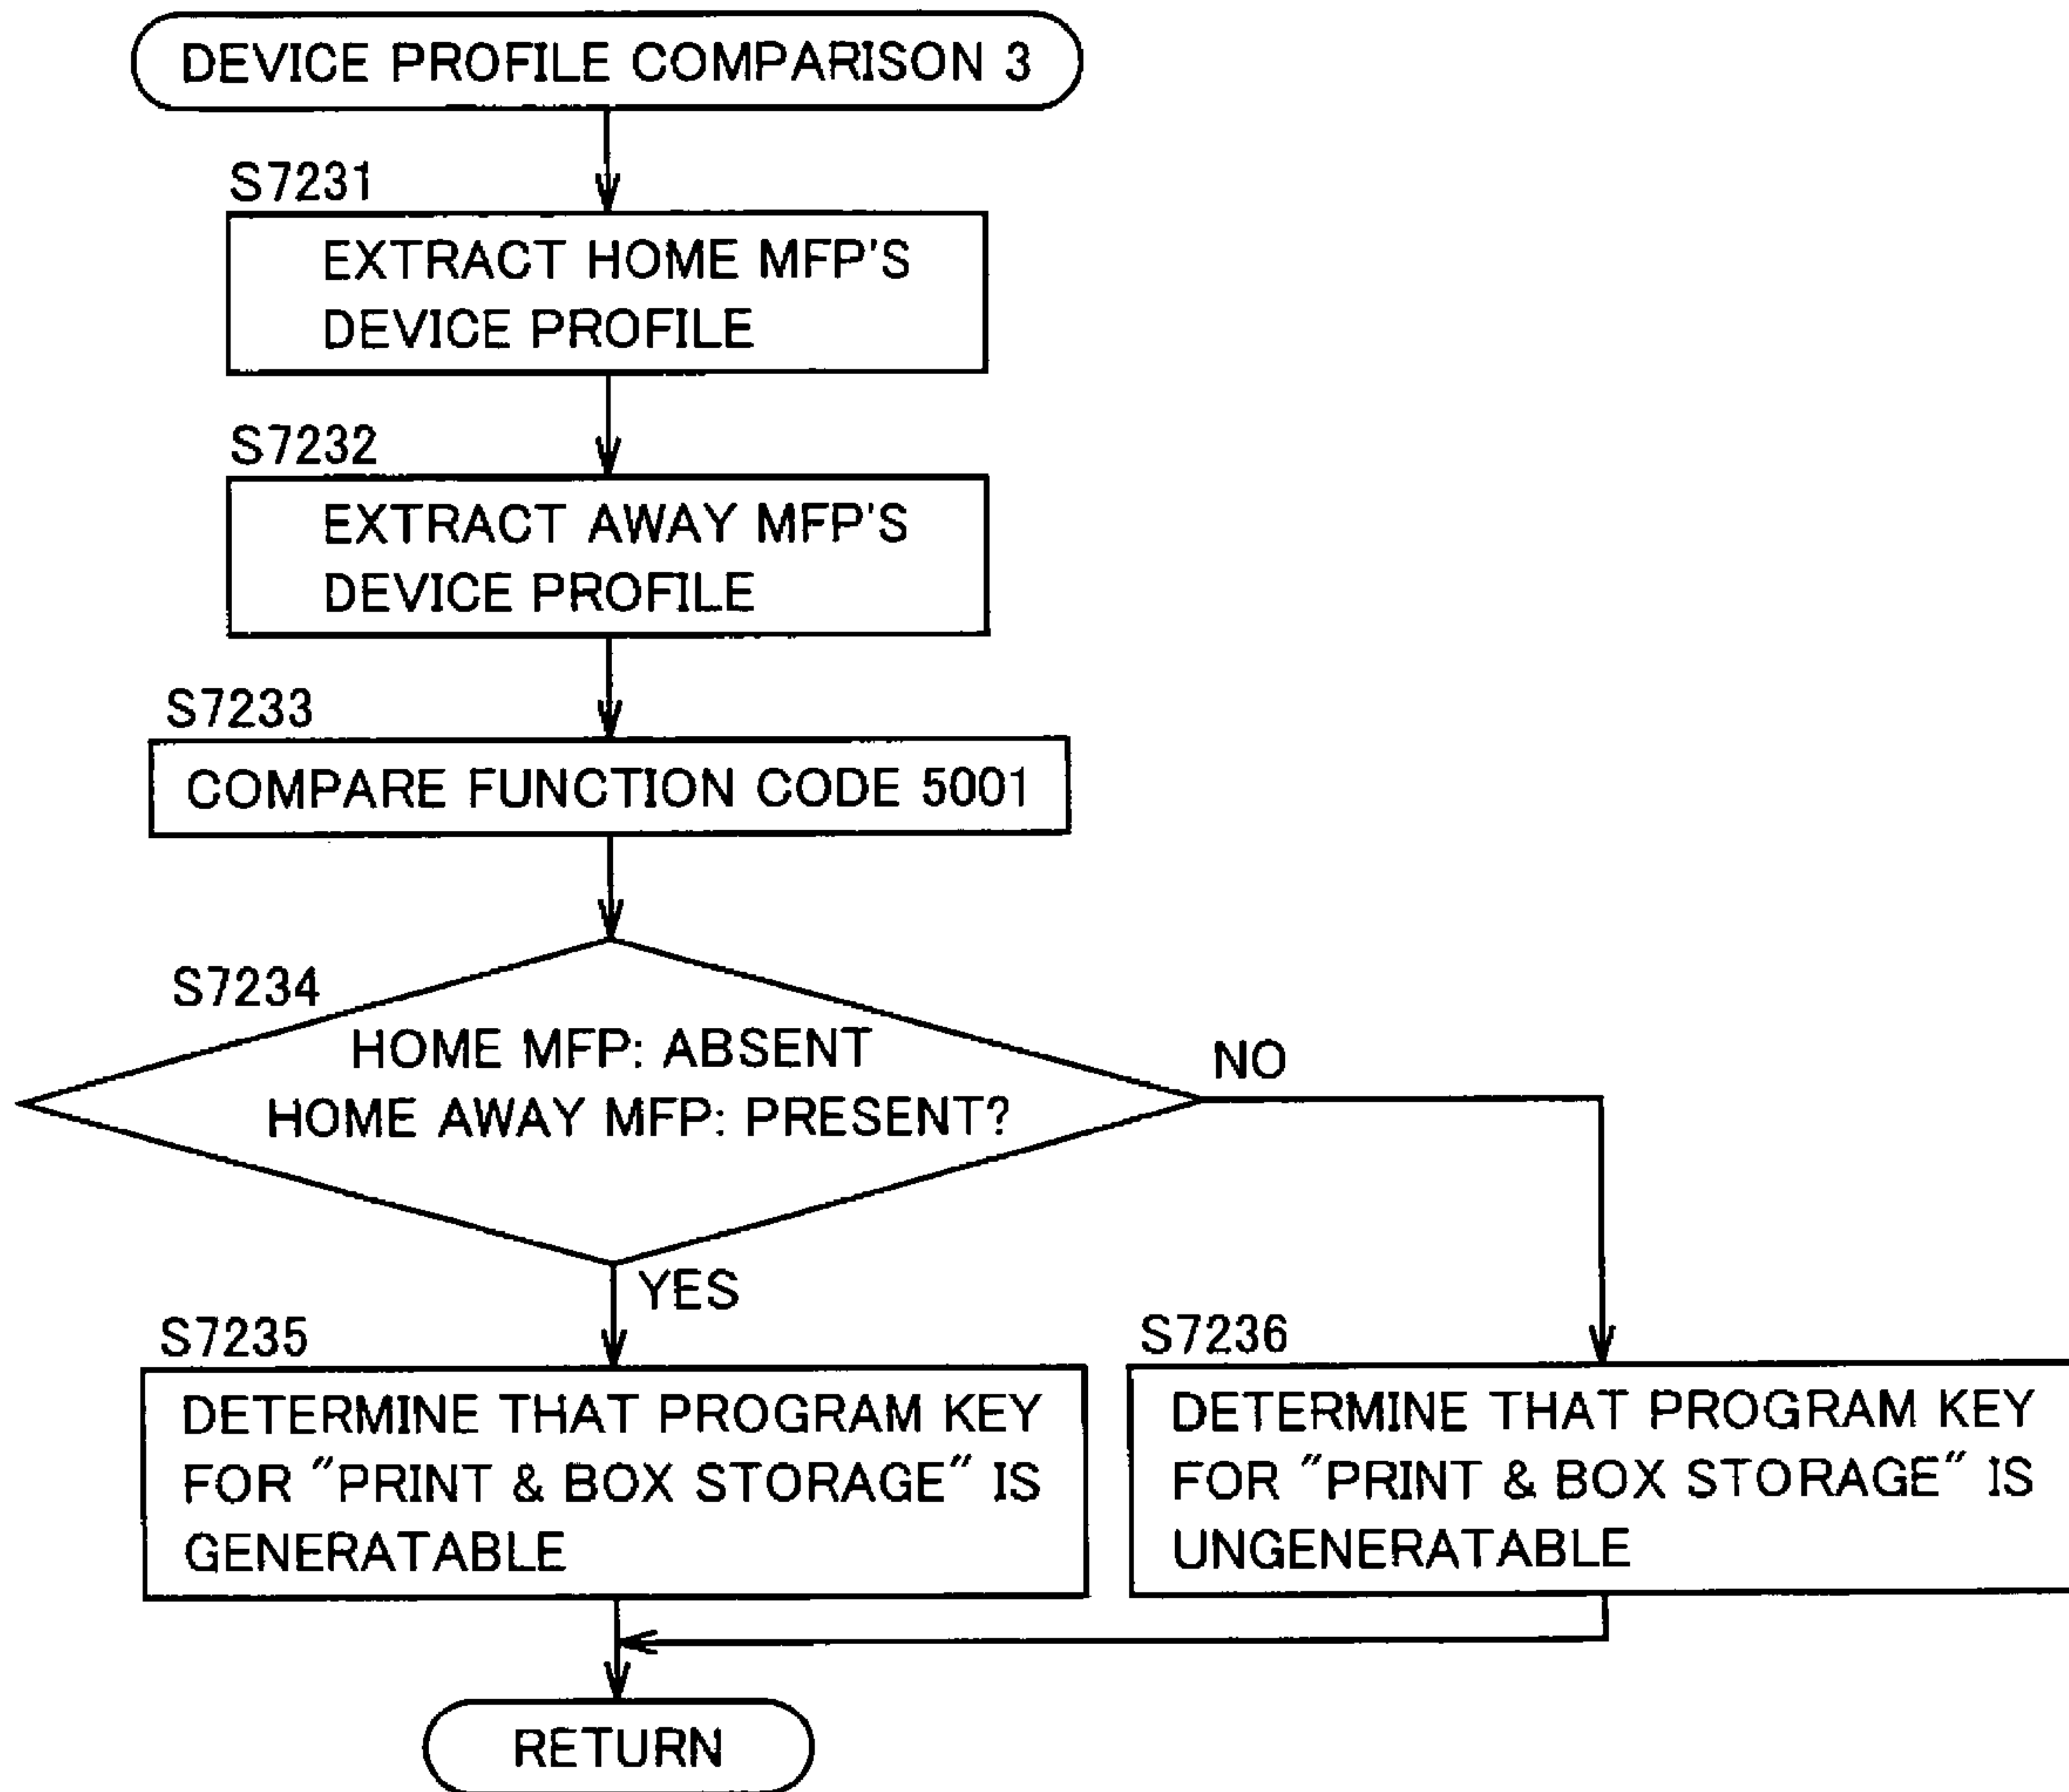 DEVICE PROFILE COMPARISON 3
S7231
EXTRACT HOME MFP'S
DEVICE PROFILE
S7232
EXTRACT AWAY MFP'S
DEVICE PROFILE
S7233
COMPARE FUNCTION CODE 5001
S7234
HOME MFP: ABSENT
HOME AWAY MFP: PRESENT?
NO
YES
S7235
DETERMINE THAT PROGRAM KEY
FOR "PRINT & BOX STORAGE" IS
GENERATABLE
S7236
DETERMINE THAT PROGRAM KEY
FOR "PRINT & BOX STORAGE" IS
UNGENERATABLE
RETURN